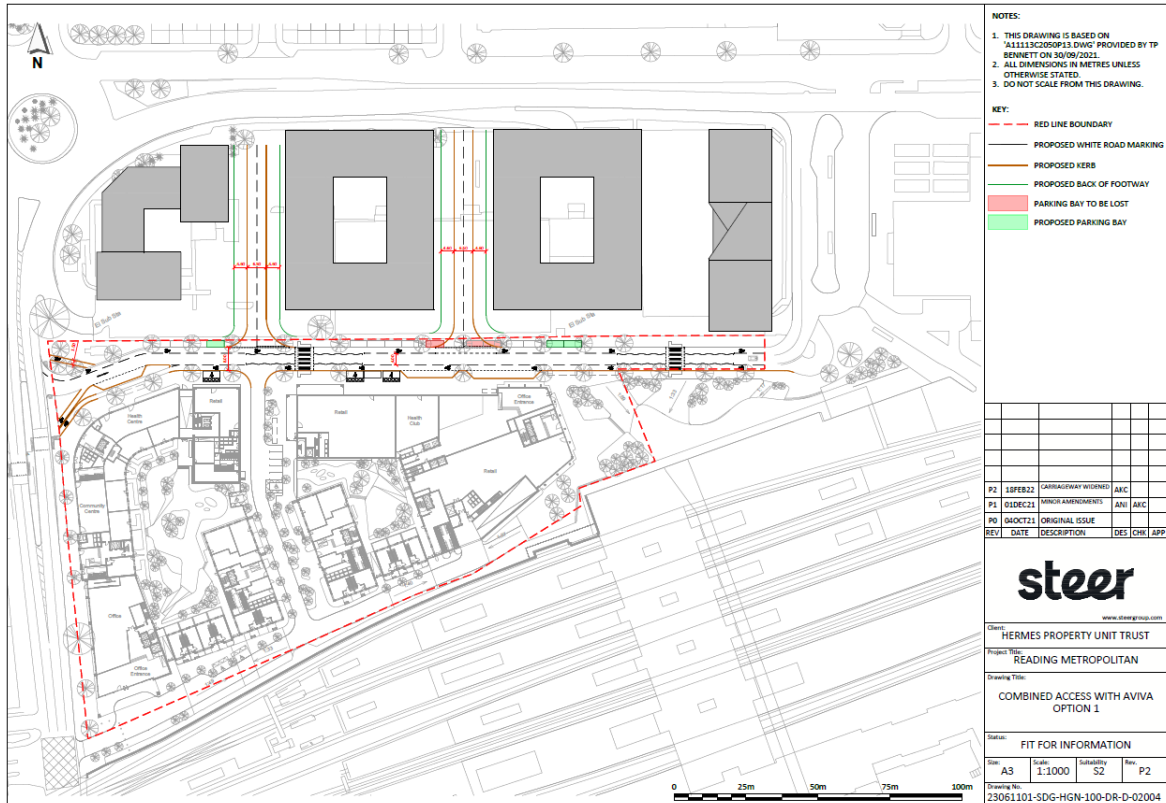 N
El Sub Sta
El Sub Sta
Retail
Health
Centre
Retail
Health
Club
Office
Entrance
Retail
Community
Centre
Office
Office
Entrance
0 25m 50m 75m 100m
NOTES:
1. THIS DRAWING IS BASED ON
'A11113C2050P13.DWG' PROVIDED BY TP
BENNETT ON 30/09/2021.
2. ALL DIMENSIONS IN METRES UNLESS
OTHERWISE STATED.
3. DO NOT SCALE FROM THIS DRAWING.
KEY:
RED LINE BOUNDARY
PROPOSED WHITE ROAD MARKING
PROPOSED KERB
PROPOSED BACK OF FOOTWAY
PARKING BAY TO BE LOST
PROPOSED PARKING BAY
P2 18FEB22 CARRIAGEWAY WIDENED AKC
P1 01DEC21 MINOR AMENDMENTS ANI AKC
P0 04OCT21 ORIGINAL ISSUE
REV DATE DESCRIPTION DES CHK APP
steer
www.steergroup.com
Client:
HERMES PROPERTY UNIT TRUST
Project Title:
READING METROPOLITAN
Drawing Title:
COMBINED ACCESS WITH AVIVA
OPTION 1
Status:
FIT FOR INFORMATION
Size: Scale: Suitability Rev.
A3 1:1000 S2 P2
Drawing No.
23061101-SDG-HGN-100-DR-D-02004